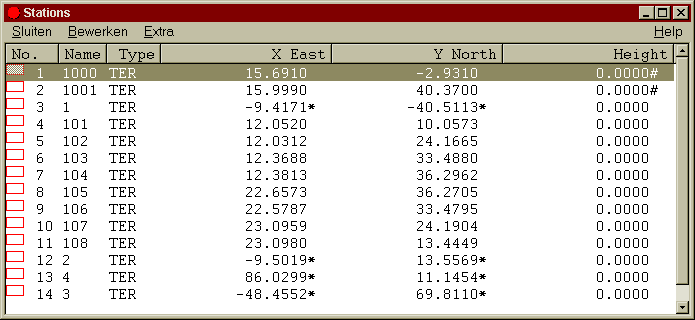 Stations
Sluiten Bewerken Extra Help
No. Name Type X East Y North Height
1 1000 TER 15.6910 -2.9310 0.0000#
2 1001 TER 15.9990 40.3700 0.0000#
3 1 TER -9.4171* -40.5113* 0.0000
4 101 TER 12.0520 10.0573 0.0000
5 102 TER 12.0312 24.1665 0.0000
6 103 TER 12.3688 33.4880 0.0000
7 104 TER 12.3813 36.2962 0.0000
8 105 TER 22.6573 36.2705 0.0000
9 106 TER 22.5787 33.4795 0.0000
10 107 TER 23.0959 24.1904 0.0000
11 108 TER 23.0980 13.4449 0.0000
12 2 TER -9.5019* 13.5569* 0.0000
13 4 TER 86.0299* 11.1454* 0.0000
14 3 TER -48.4552* 69.8110* 0.0000